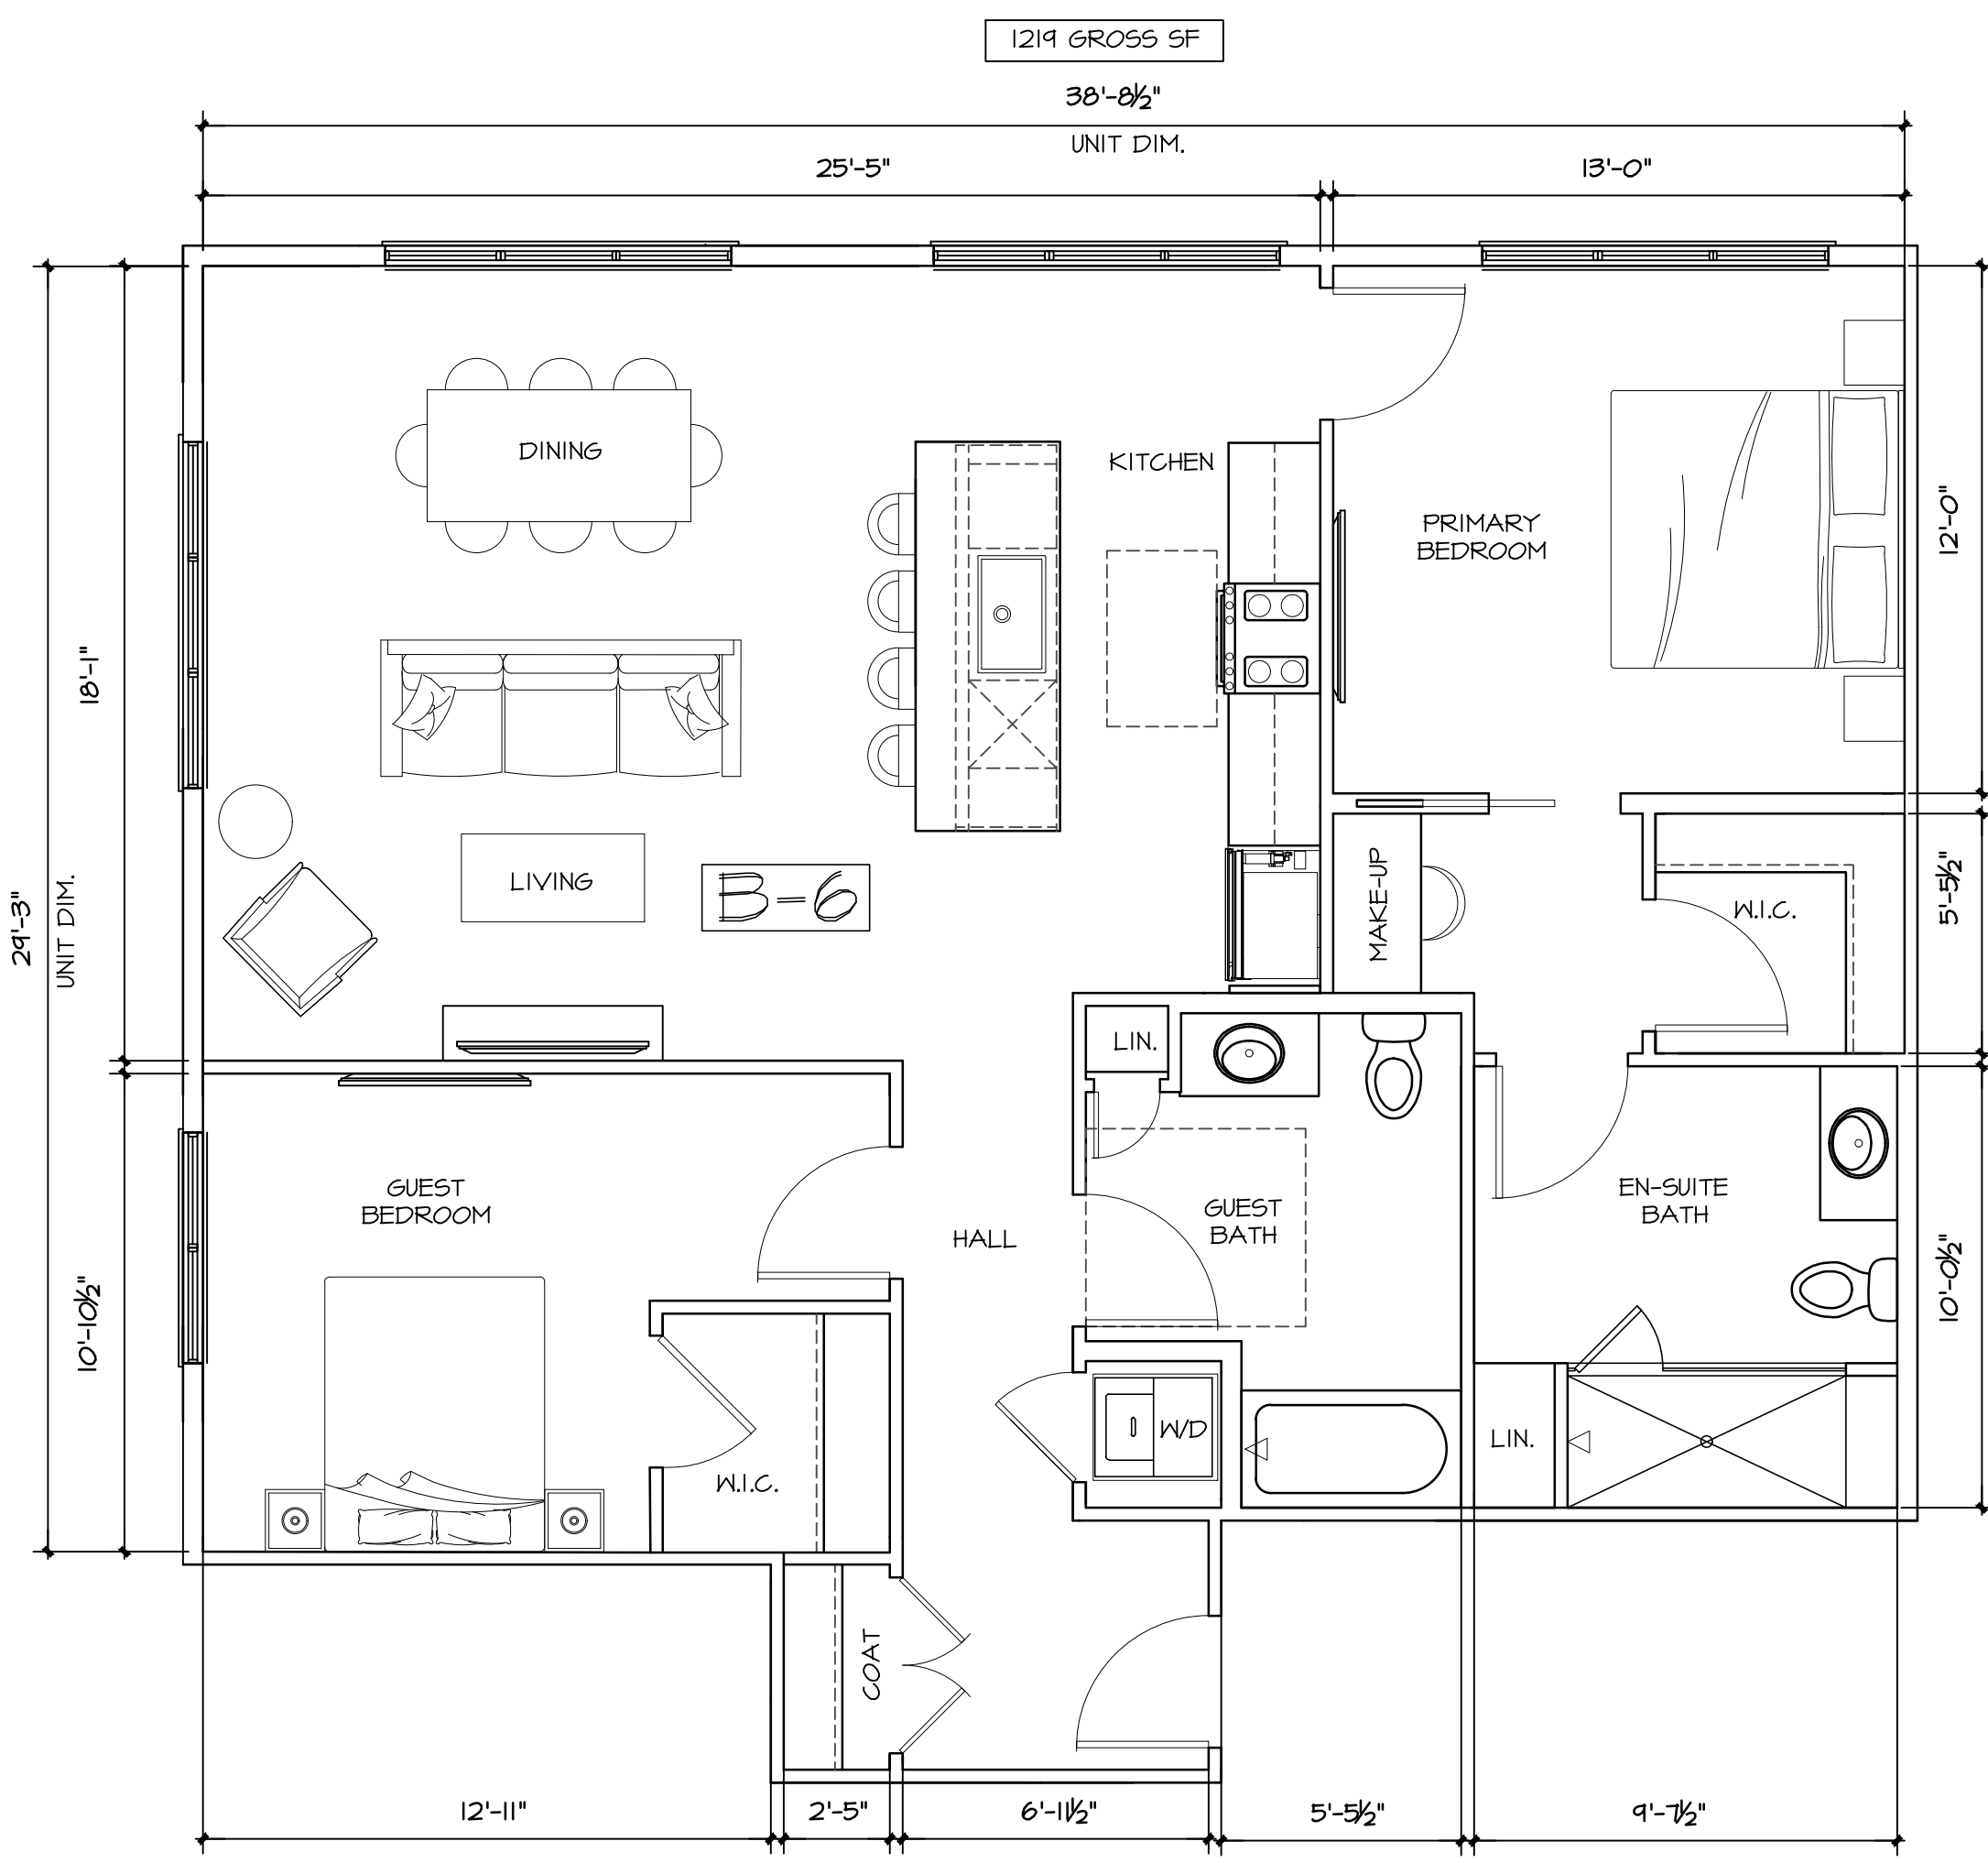 1219 GROSS SF
38'-8½"
UNIT DIM.
25'-5"
13'-0"
DINING
KITCHEN
PRIMARY
BEDROOM
12'-0"
18'-1"
LIVING
B-6
MAKE-UP
W.I.C.
5'-5½"
29'-3"
UNIT DIM.
LIN.
GUEST
BEDROOM
HALL
GUEST
BATH
EN-SUITE
BATH
10'-10½"
10'-0½"
W.I.C.
W/D
LIN.
COAT
12'-11"
2'-5"
6'-11½"
5'-5½"
9'-7½"